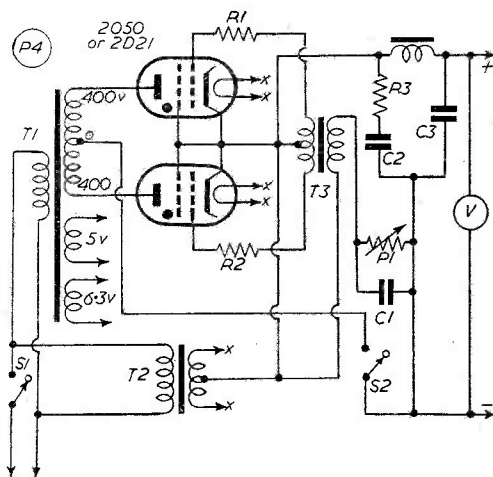 P4
2050
or 2D21
R1
400v
T1
0
400
5v
6·3v
R2
T3
R3
C2
C3
+
V
P1
C1
S1
T2
S2
x
x
x
x
x
x
−